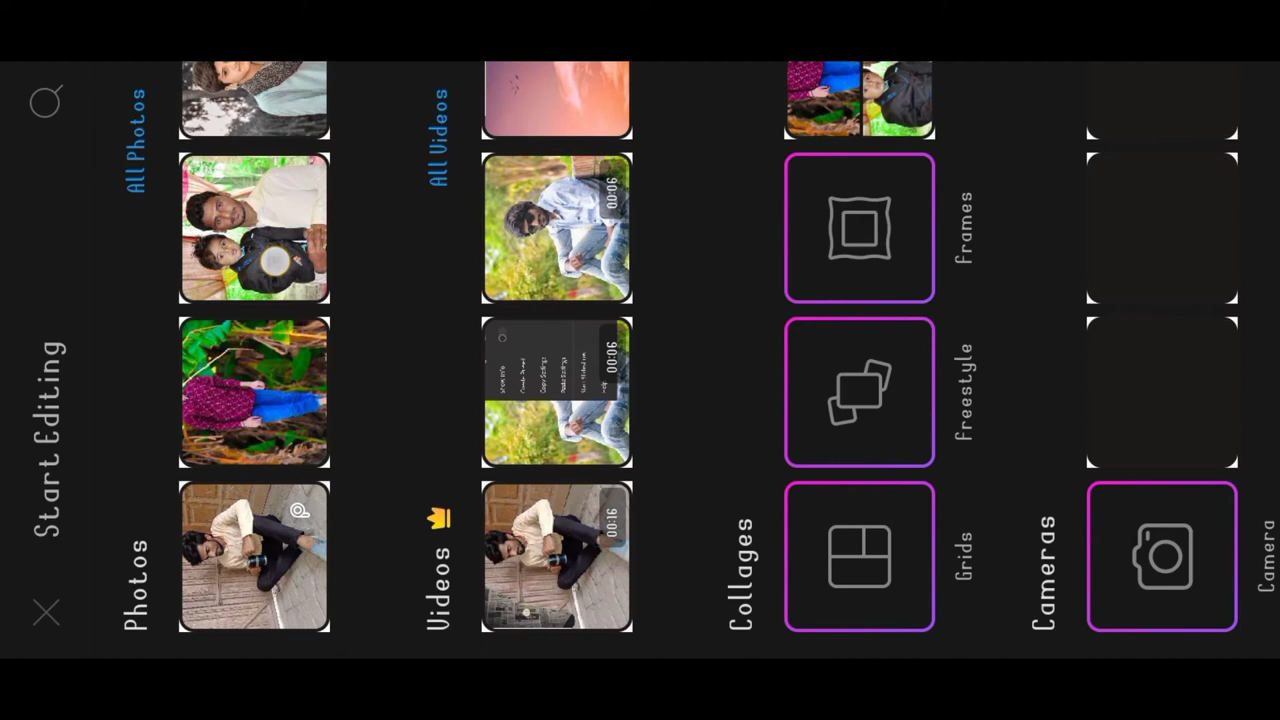 Start Editing
Photos
All Photos
Videos
All Videos
00:16
00:06
00:06
Collages
Grids
Freestyle
Frames
Cameras
Camera